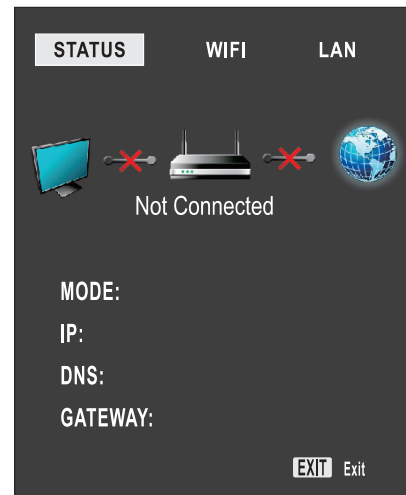 STATUS WIFI LAN
Not Connected
MODE:
IP:
DNS:
GATEWAY:
EXIT Exit